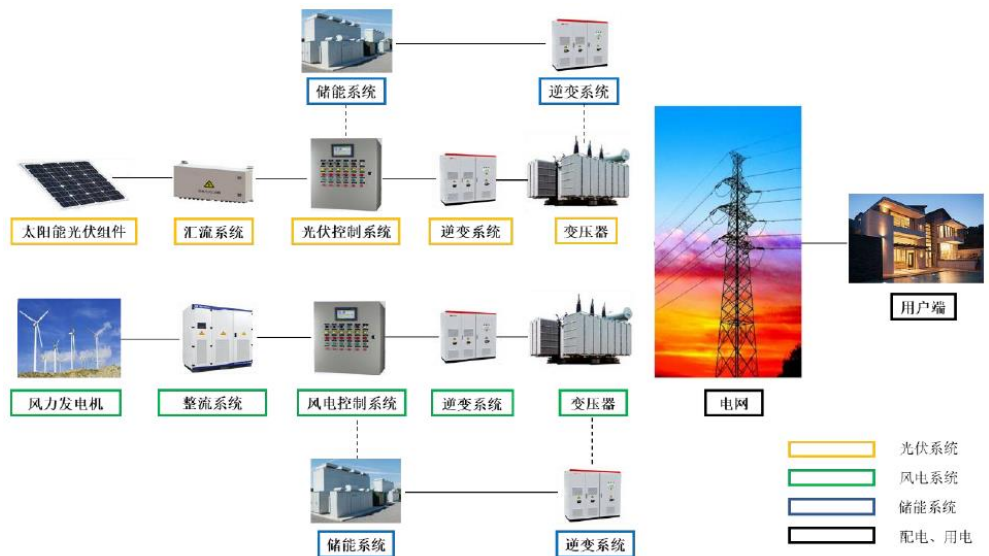 储能系统
逆变系统
太阳能光伏组件
汇流系统
光伏控制系统
逆变系统
变压器
用户端
风力发电机
整流系统
风电控制系统
逆变系统
变压器
电网
光伏系统
风电系统
储能系统
配电、用电
储能系统
逆变系统